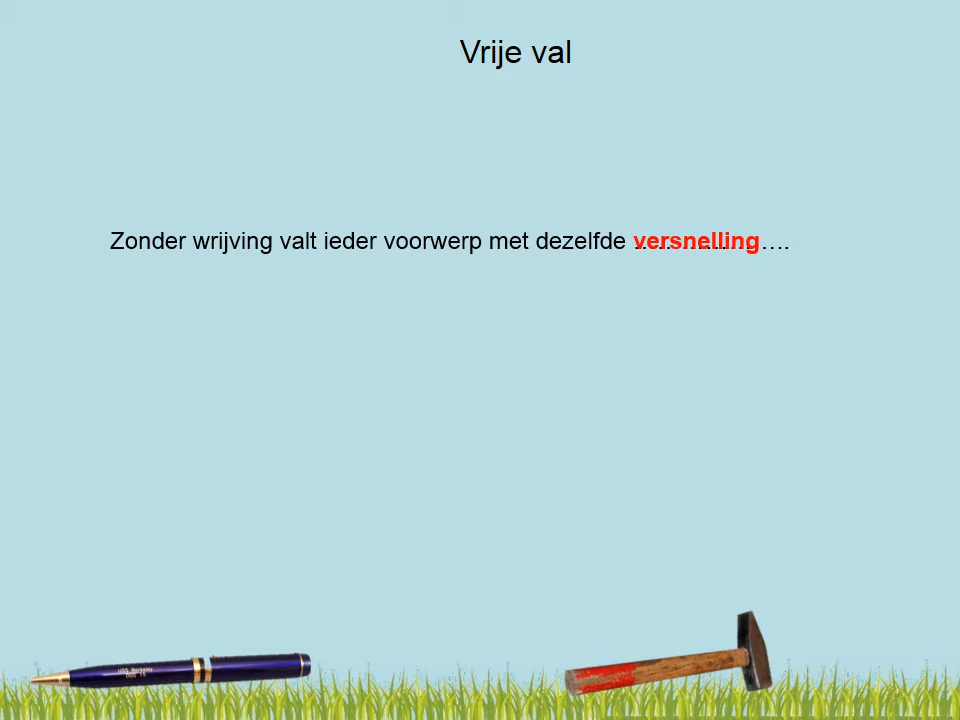 Vrije val
Zonder wrijving valt ieder voorwerp met dezelfde versnelling….